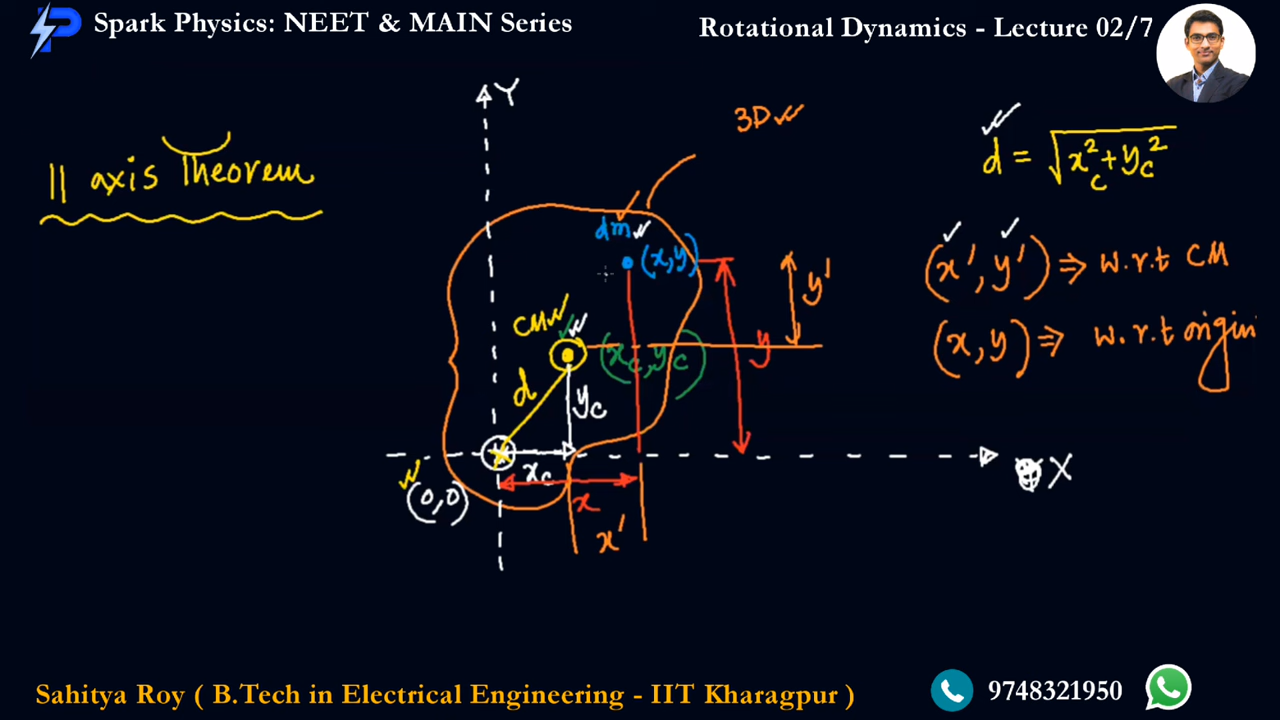 Spark Physics: NEET & MAIN Series
Rotational Dynamics - Lecture 02/7
Y
3D
|| axis Theorem
d = √x_c² + y_c²
dm
(x,y)
y'
(x', y') ⇒ w.r.t CM
CM
(x_c, y_c)
y
(x, y) ⇒ w.r.t origin
d
y_c
x_c
X
(0,0)
x
x'
Sahitya Roy ( B.Tech in Electrical Engineering - IIT Kharagpur )
9748321950